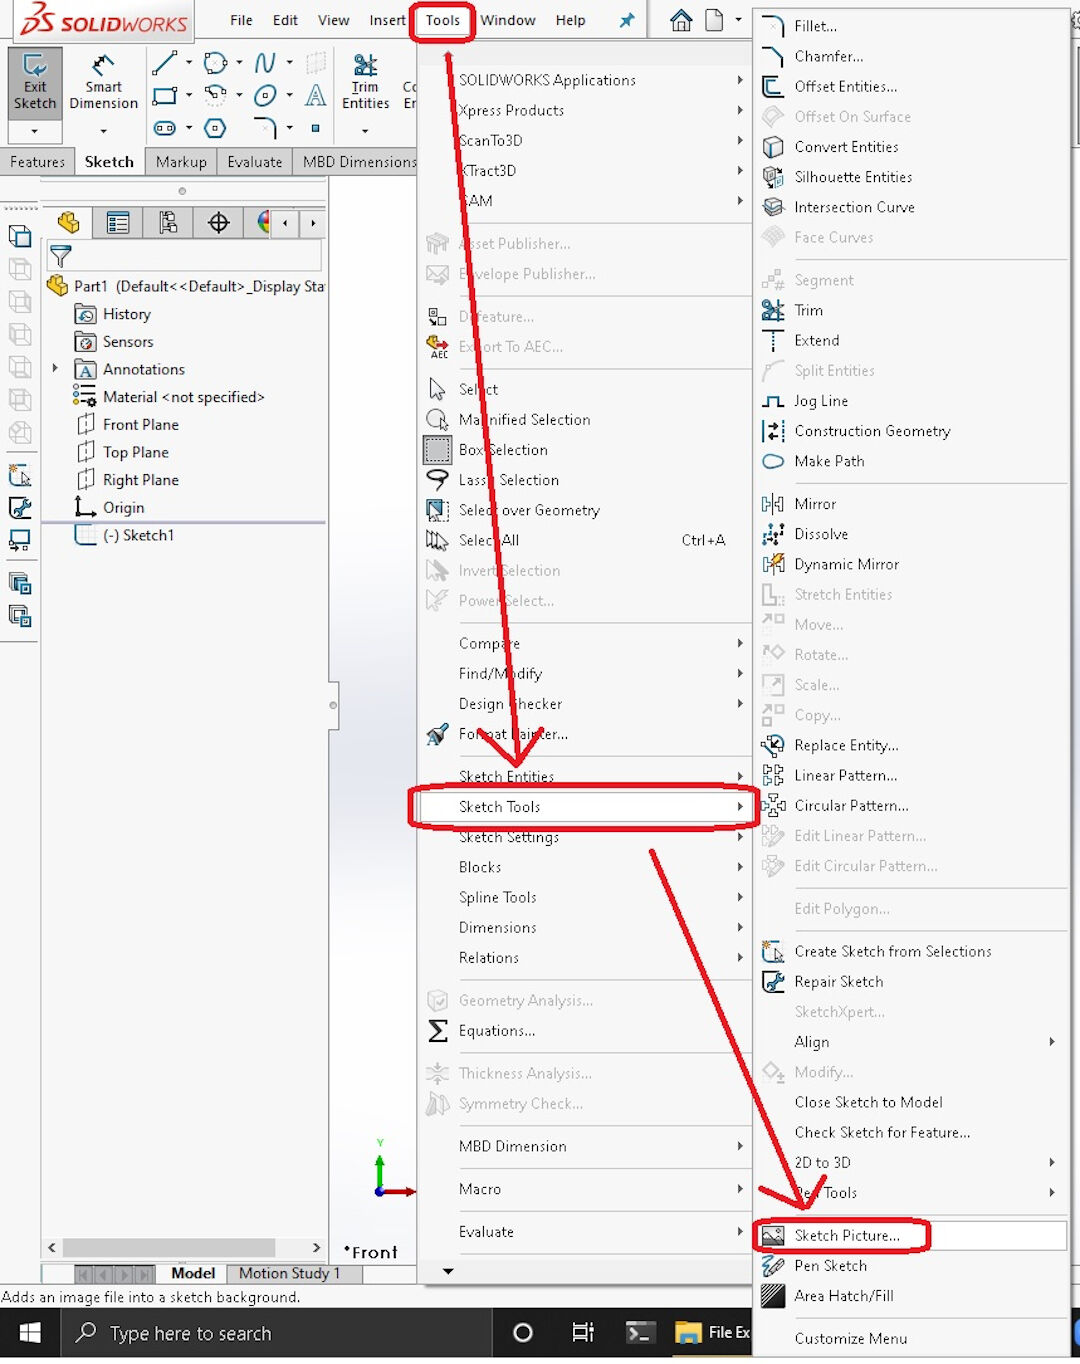 SOLIDWORKS
File Edit View Insert Tools Window Help
Exit Sketch
Smart Dimension
Trim Entities
Features Sketch Markup Evaluate MBD Dimensions
Part1 (Default<<Default>_Display Sta
History
Sensors
Annotations
Material <not specified>
Front Plane
Top Plane
Right Plane
Origin
(-) Sketch1
SOLIDWORKS Applications
Xpress Products
ScanTo3D
XTract3D
CAM
Asset Publisher...
Envelope Publisher...
Defeature...
AEC
Export To AEC...
Select
Magnified Selection
Box Selection
Lasso Selection
Select over Geometry
Select All Ctrl+A
Invert Selection
Power Select...
Compare
Find/Modify
Design Checker
Format Painter...
Sketch Entities
Sketch Tools
Sketch Settings
Blocks
Spline Tools
Dimensions
Relations
Geometry Analysis...
Equations...
Thickness Analysis...
Symmetry Check...
MBD Dimension
Macro
Evaluate
Fillet...
Chamfer...
Offset Entities...
Offset On Surface
Convert Entities
Silhouette Entities
Intersection Curve
Face Curves
Segment
Trim
Extend
Split Entities
Jog Line
Construction Geometry
Make Path
Mirror
Dissolve
Dynamic Mirror
Stretch Entities
Move...
Rotate...
Scale...
Copy...
Replace Entity...
Linear Pattern...
Circular Pattern...
Edit Linear Pattern...
Edit Circular Pattern...
Edit Polygon...
Create Sketch from Selections
Repair Sketch
SketchXpert...
Align
Modify...
Close Sketch to Model
Check Sketch for Feature...
2D to 3D
Pen Tools
Sketch Picture...
Pen Sketch
Area Hatch/Fill
Customize Menu
Y
*Front
Model Motion Study 1
Adds an image file into a sketch background.
Type here to search
File Ex